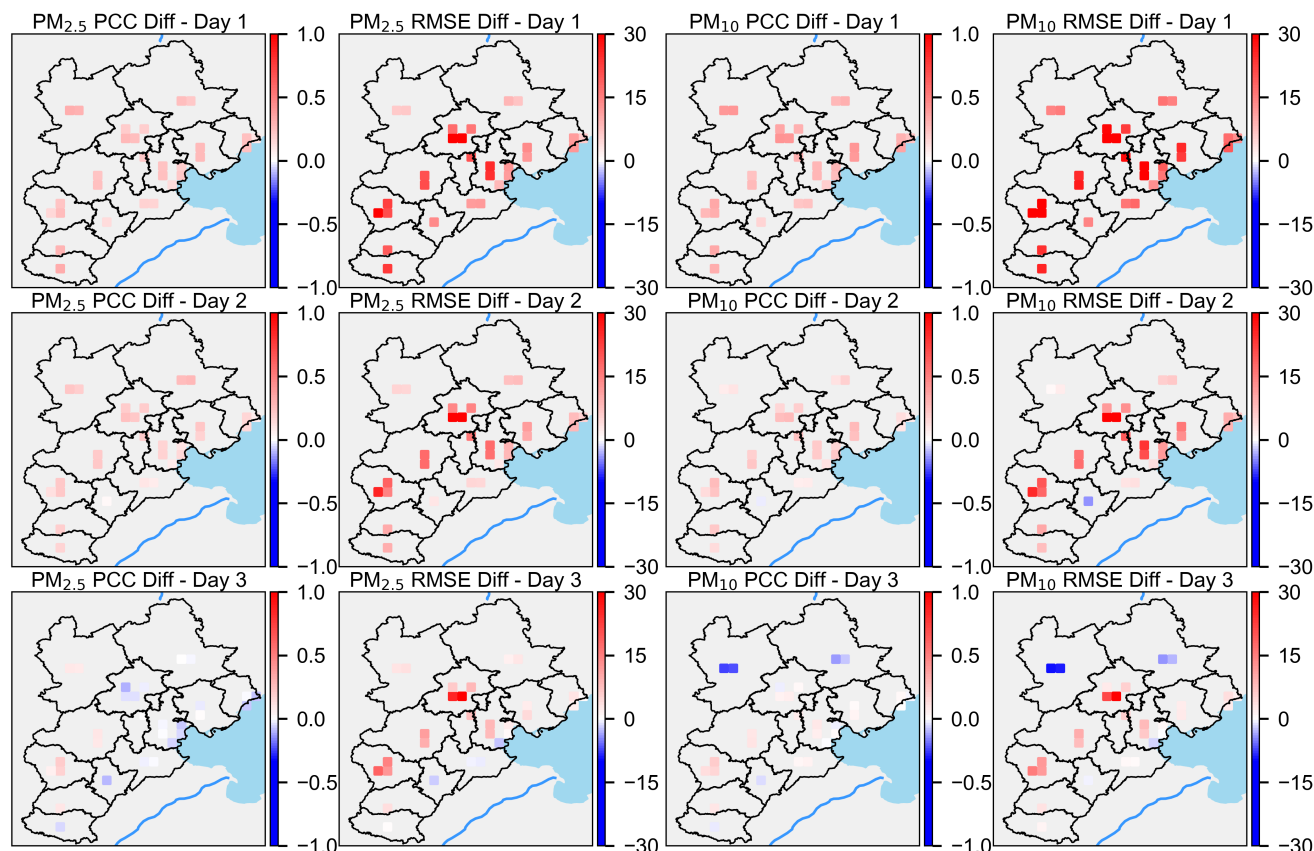 PM₂.₅ PCC Diff - Day 1 PM₂.₅ RMSE Diff - Day 1 PM₁₀ PCC Diff - Day 1 PM₁₀ RMSE Diff - Day 1
1.0 30 1.0 30
0.5 15 0.5 15
0.0 0 0.0 0
−0.5 −15 −0.5 −15
−1.0 −30 −1.0 −30
PM₂.₅ PCC Diff - Day 2 PM₂.₅ RMSE Diff - Day 2 PM₁₀ PCC Diff - Day 2 PM₁₀ RMSE Diff - Day 2
1.0 30 1.0 30
0.5 15 0.5 15
0.0 0 0.0 0
−0.5 −15 −0.5 −15
−1.0 −30 −1.0 −30
PM₂.₅ PCC Diff - Day 3 PM₂.₅ RMSE Diff - Day 3 PM₁₀ PCC Diff - Day 3 PM₁₀ RMSE Diff - Day 3
1.0 30 1.0 30
0.5 15 0.5 15
0.0 0 0.0 0
−0.5 −15 −0.5 −15
−1.0 −30 −1.0 −30